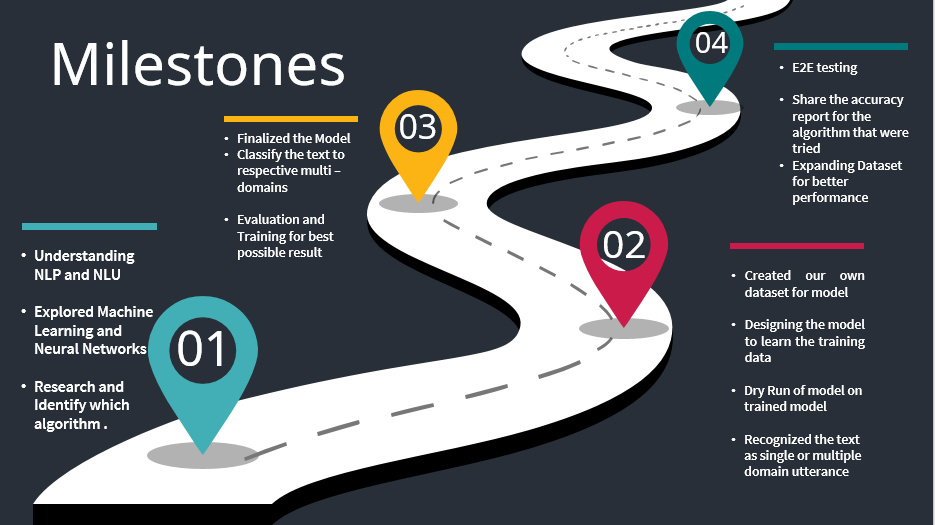 Milestones
01
• Understanding
NLP and NLU
• Explored Machine
Learning and
Neural Networks
• Research and
Identify which
algorithm .
02
• Created our own
dataset for model
• Designing the model
to learn the training
data
• Dry Run of model on
trained model
• Recognized the text
as single or multiple
domain utterance
03
• Finalized the Model
• Classify the text to
respective multi –
domains
• Evaluation and
Training for best
possible result
04
• E2E testing
• Share the accuracy
report for the
algorithm that were
tried
• Expanding Dataset
for better
performance